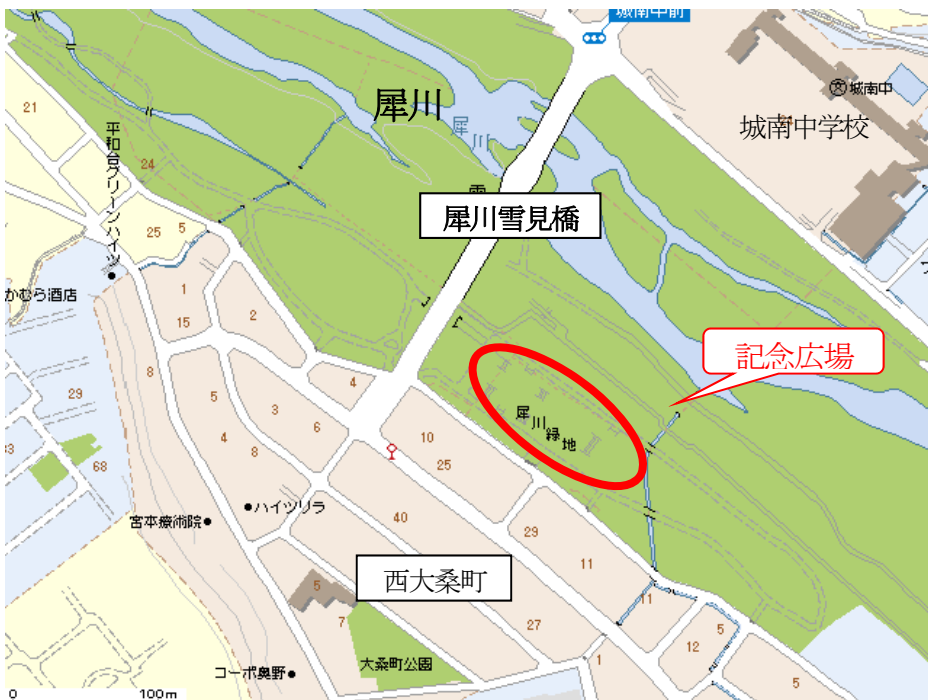 城南中前
21
犀川
犀川
文
城南中
城南中学校
平和台グリーンハイツ
24
犀川雪見橋
25
5
かむら酒店
1
2
15
記念広場
8
4
29
5
3
6
犀川緑地
4
8
10
25
68
ハイツリラ
宮本療術院
40
29
11
西大桑町
5
7
11
5
27
12
大桑町公園
コーポ奥野
1
5
0
100m